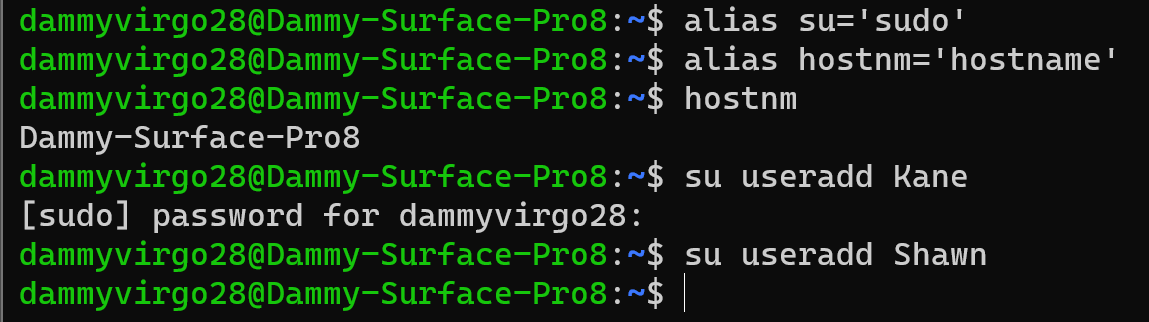 dammyvirgo28@Dammy-Surface-Pro8:~$ alias su='sudo'
dammyvirgo28@Dammy-Surface-Pro8:~$ alias hostnm='hostname'
dammyvirgo28@Dammy-Surface-Pro8:~$ hostnm
Dammy-Surface-Pro8
dammyvirgo28@Dammy-Surface-Pro8:~$ su useradd Kane
[sudo] password for dammyvirgo28:
dammyvirgo28@Dammy-Surface-Pro8:~$ su useradd Shawn
dammyvirgo28@Dammy-Surface-Pro8:~$